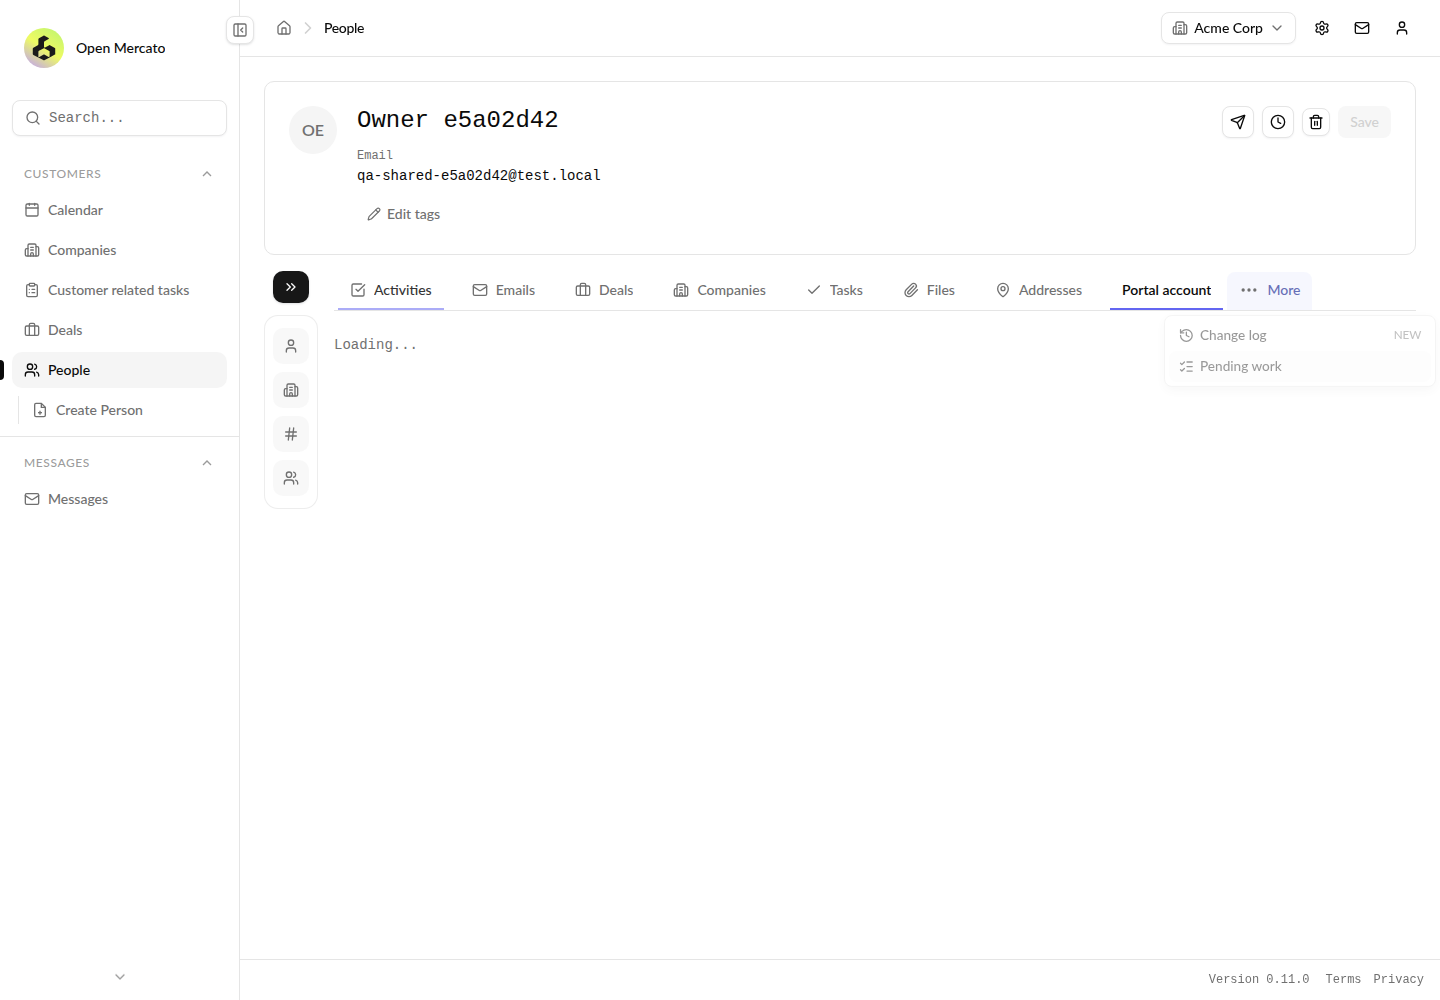 Open Mercato
People
Acme Corp
Search...
CUSTOMERS
Calendar
Companies
Customer related tasks
Deals
People
Create Person
MESSAGES
Messages
OE
Owner e5a02d42
Email
qa-shared-e5a02d42@test.local
Edit tags
Save
Activities
Emails
Deals
Companies
Tasks
Files
Addresses
Portal account
More
Loading...
Change log NEW
Pending work
Version 0.11.0 Terms Privacy